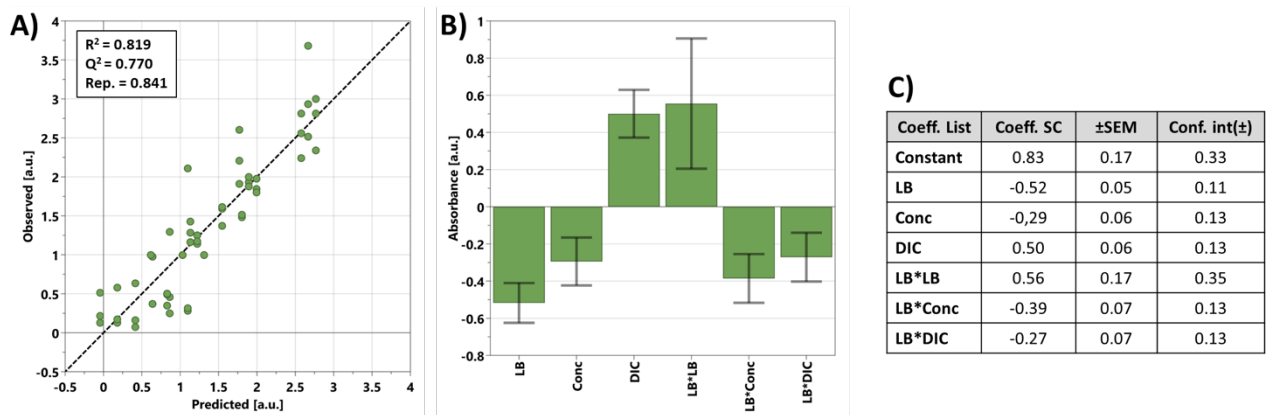 A)
R² = 0.819
Q² = 0.770
Rep. = 0.841
4
3.5
3
2.5
2
1.5
1
0.5
0
-0.5
Observed [a.u.]
-0.5 0 0.5 1 1.5 2 2.5 3 3.5 4
Predicted [a.u.]
B)
1
0.8
0.6
0.4
0.2
0
-0.2
-0.4
-0.6
-0.8
Absorbance [a.u.]
LB
Conc
DIC
LB*LB
LB*Conc
LB*DIC
C)
Coeff. List Coeff. SC ±SEM Conf. int(±)
Constant 0.83 0.17 0.33
LB -0.52 0.05 0.11
Conc -0,29 0.06 0.13
DIC 0.50 0.06 0.13
LB*LB 0.56 0.17 0.35
LB*Conc -0.39 0.07 0.13
LB*DIC -0.27 0.07 0.13